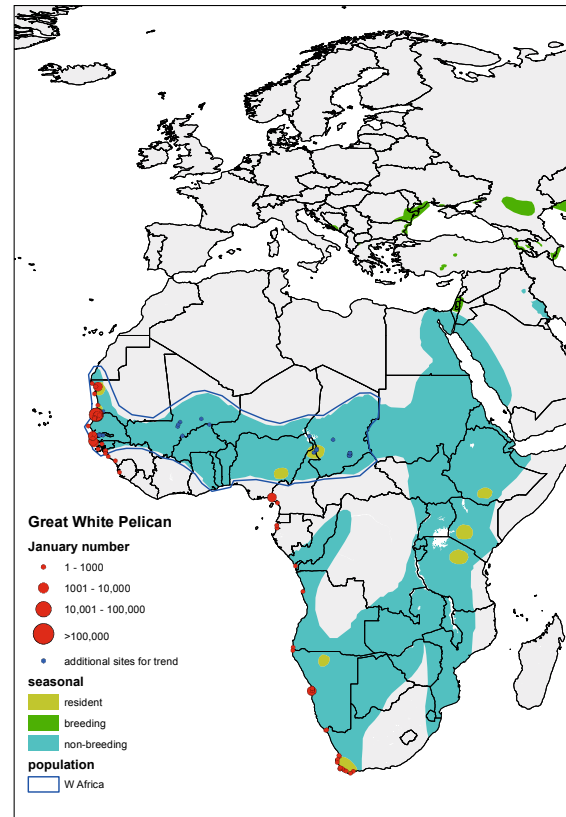 Great White Pelican
January number
1 - 1000
1001 - 10,000
10,001 - 100,000
>100,000
additional sites for trend
seasonal
resident
breeding
non-breeding
population
W Africa